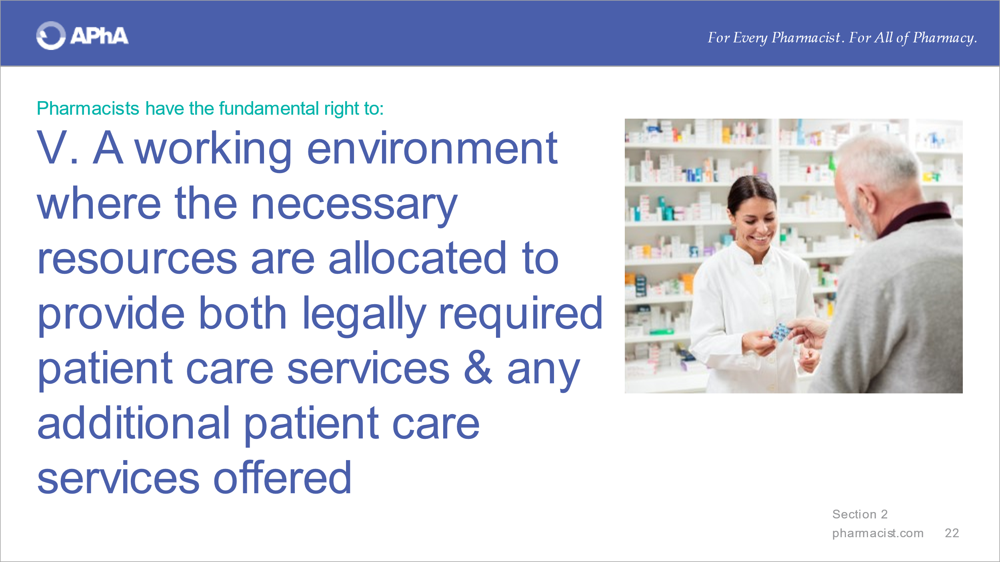 APhA
For Every Pharmacist. For All of Pharmacy.
Pharmacists have the fundamental right to:
V. A working environment
where the necessary
resources are allocated to
provide both legally required
patient care services & any
additional patient care
services offered
Section 2
pharmacist.com 22